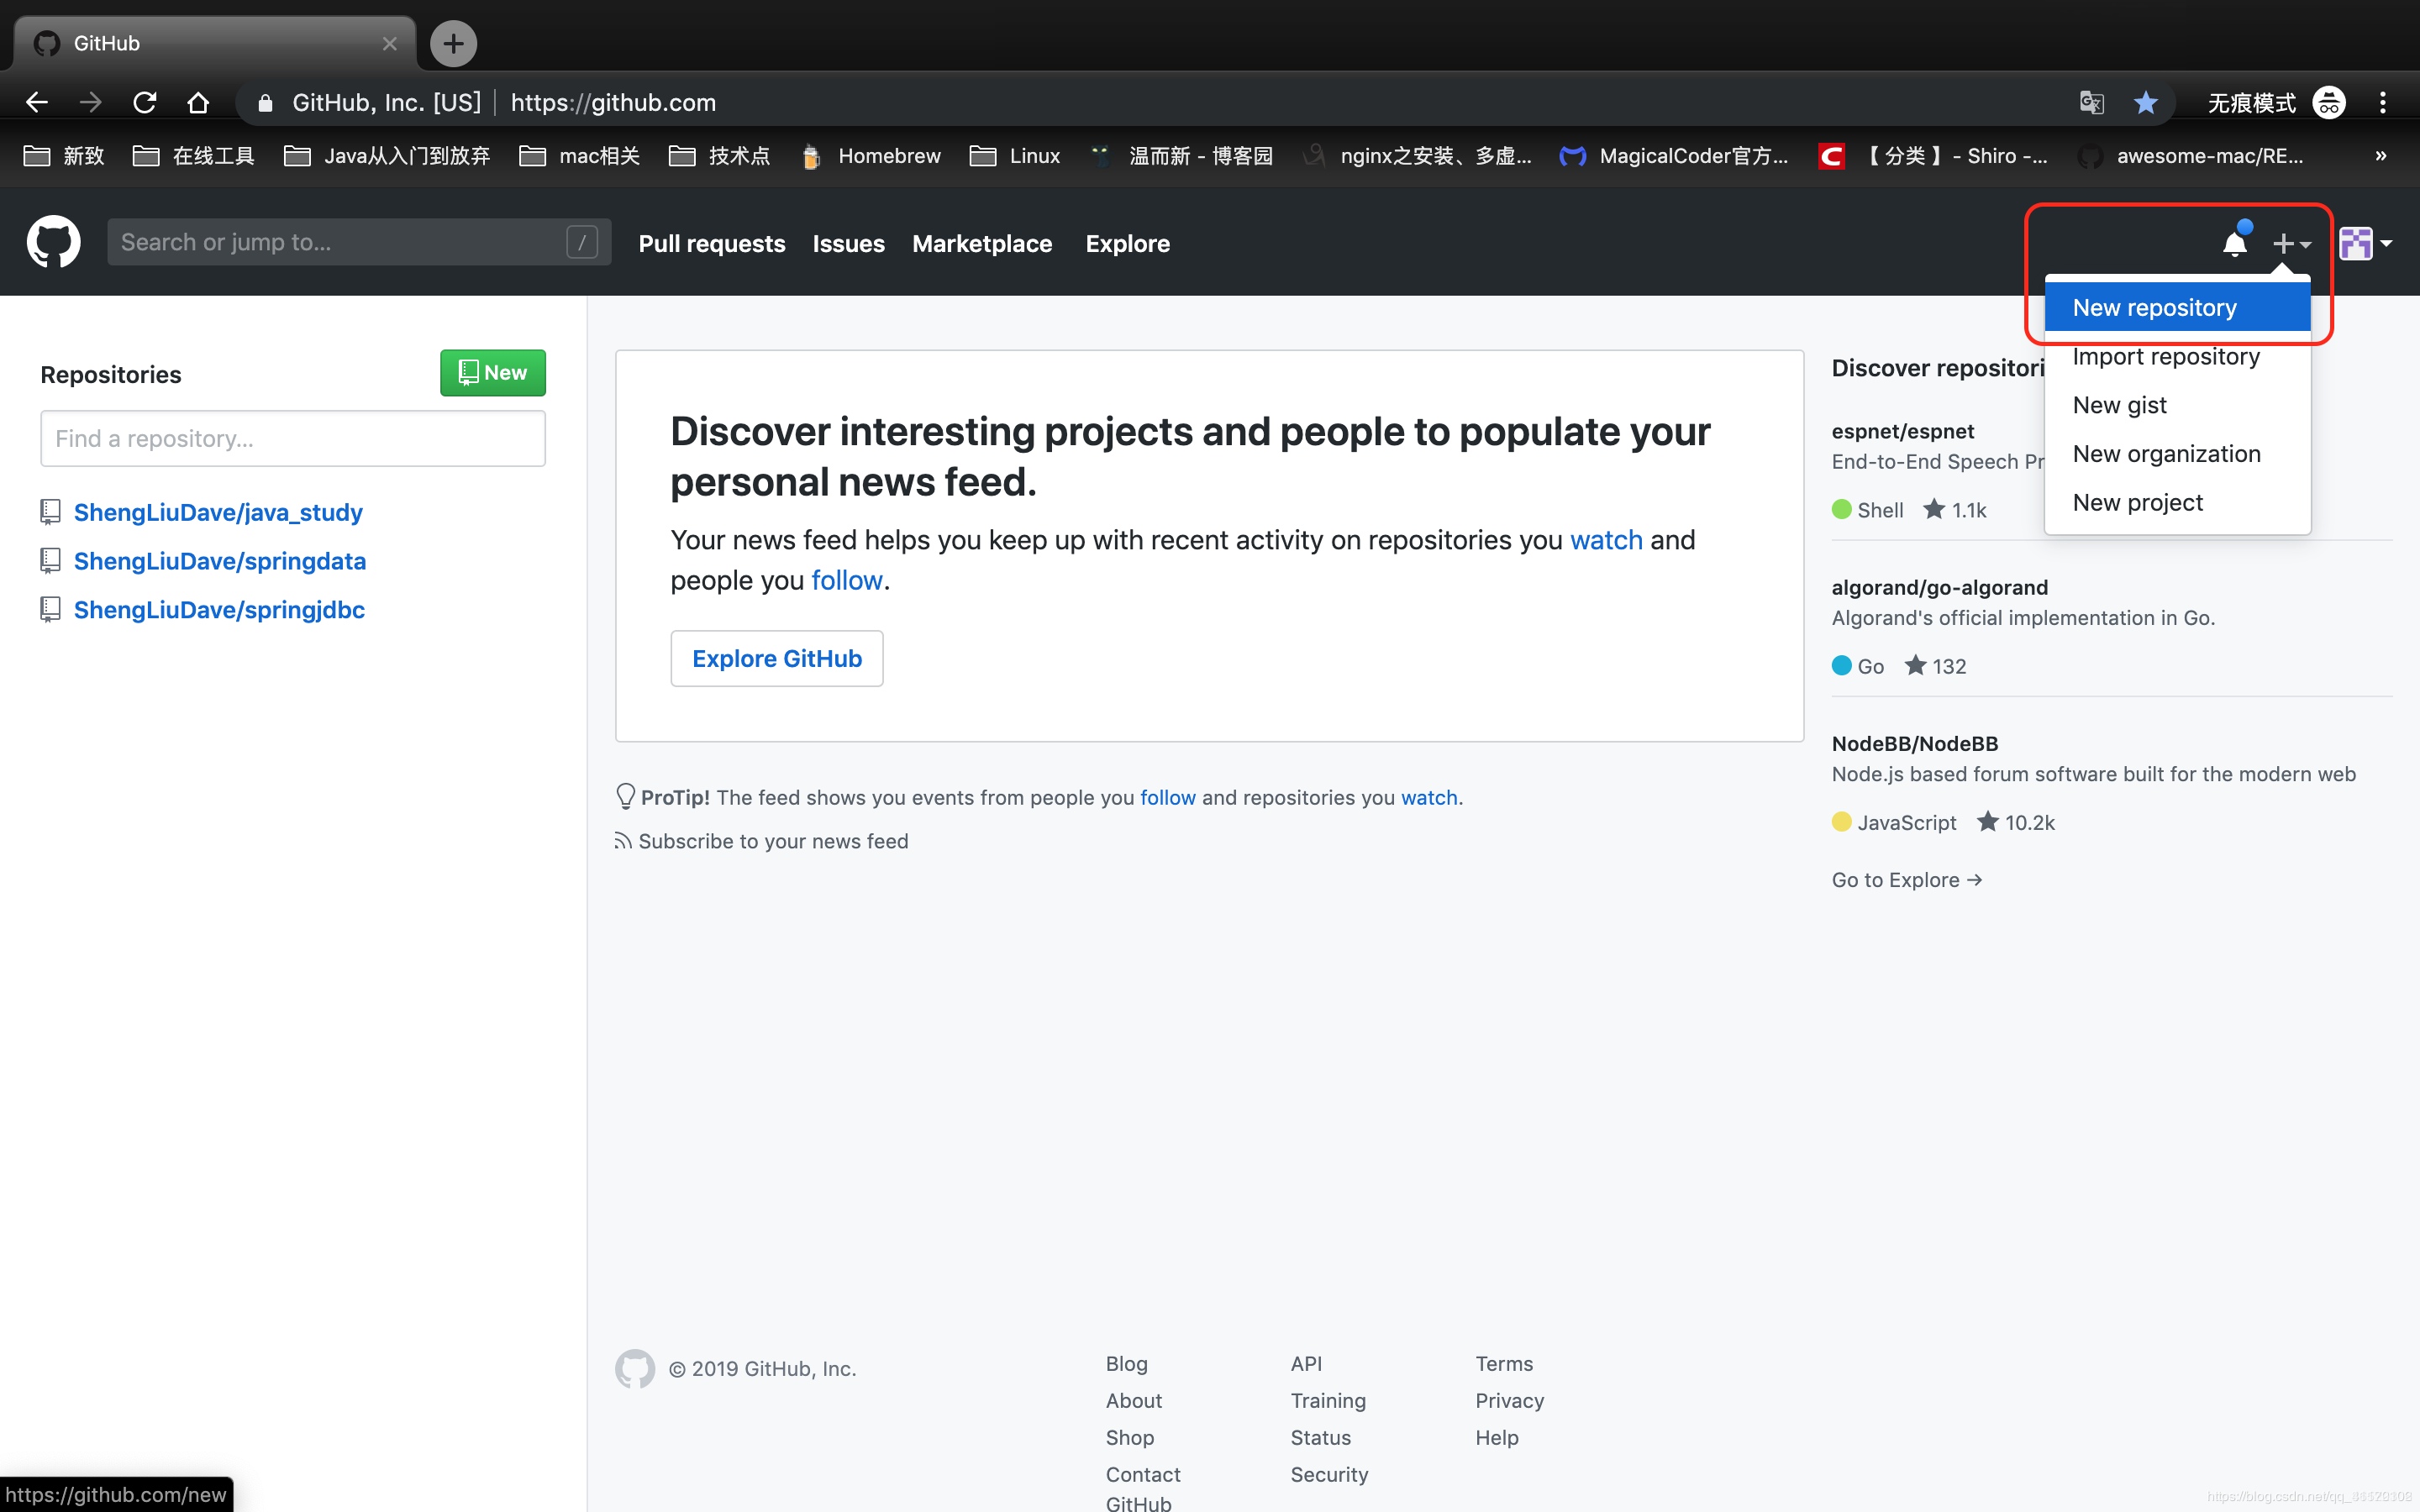 GitHub
GitHub, Inc. [US] | https://github.com
无痕模式
新致 在线工具 Java从入门到放弃 mac相关 技术点 Homebrew Linux 温而新 - 博客园 nginx之安装、多虚... MagicalCoder官方... 【 分类 】 - Shiro -... awesome-mac/RE... »
Search or jump to... /
Pull requests Issues Marketplace Explore
New repository
Import repository
New gist
New organization
New project
Repositories
New
Find a repository...
ShengLiuDave/java_study
ShengLiuDave/springdata
ShengLiuDave/springjdbc
Discover interesting projects and people to populate your
personal news feed.
Your news feed helps you keep up with recent activity on repositories you watch and
people you follow.
Explore GitHub
ProTip! The feed shows you events from people you follow and repositories you watch.
Subscribe to your news feed
Discover repositori
espnet/espnet
End-to-End Speech Pr
Shell 1.1k
algorand/go-algorand
Algorand's official implementation in Go.
Go 132
NodeBB/NodeBB
Node.js based forum software built for the modern web
JavaScript 10.2k
Go to Explore →
© 2019 GitHub, Inc.
Blog
About
Shop
Contact
GitHub
API
Training
Status
Security
Terms
Privacy
Help
https://github.com/new